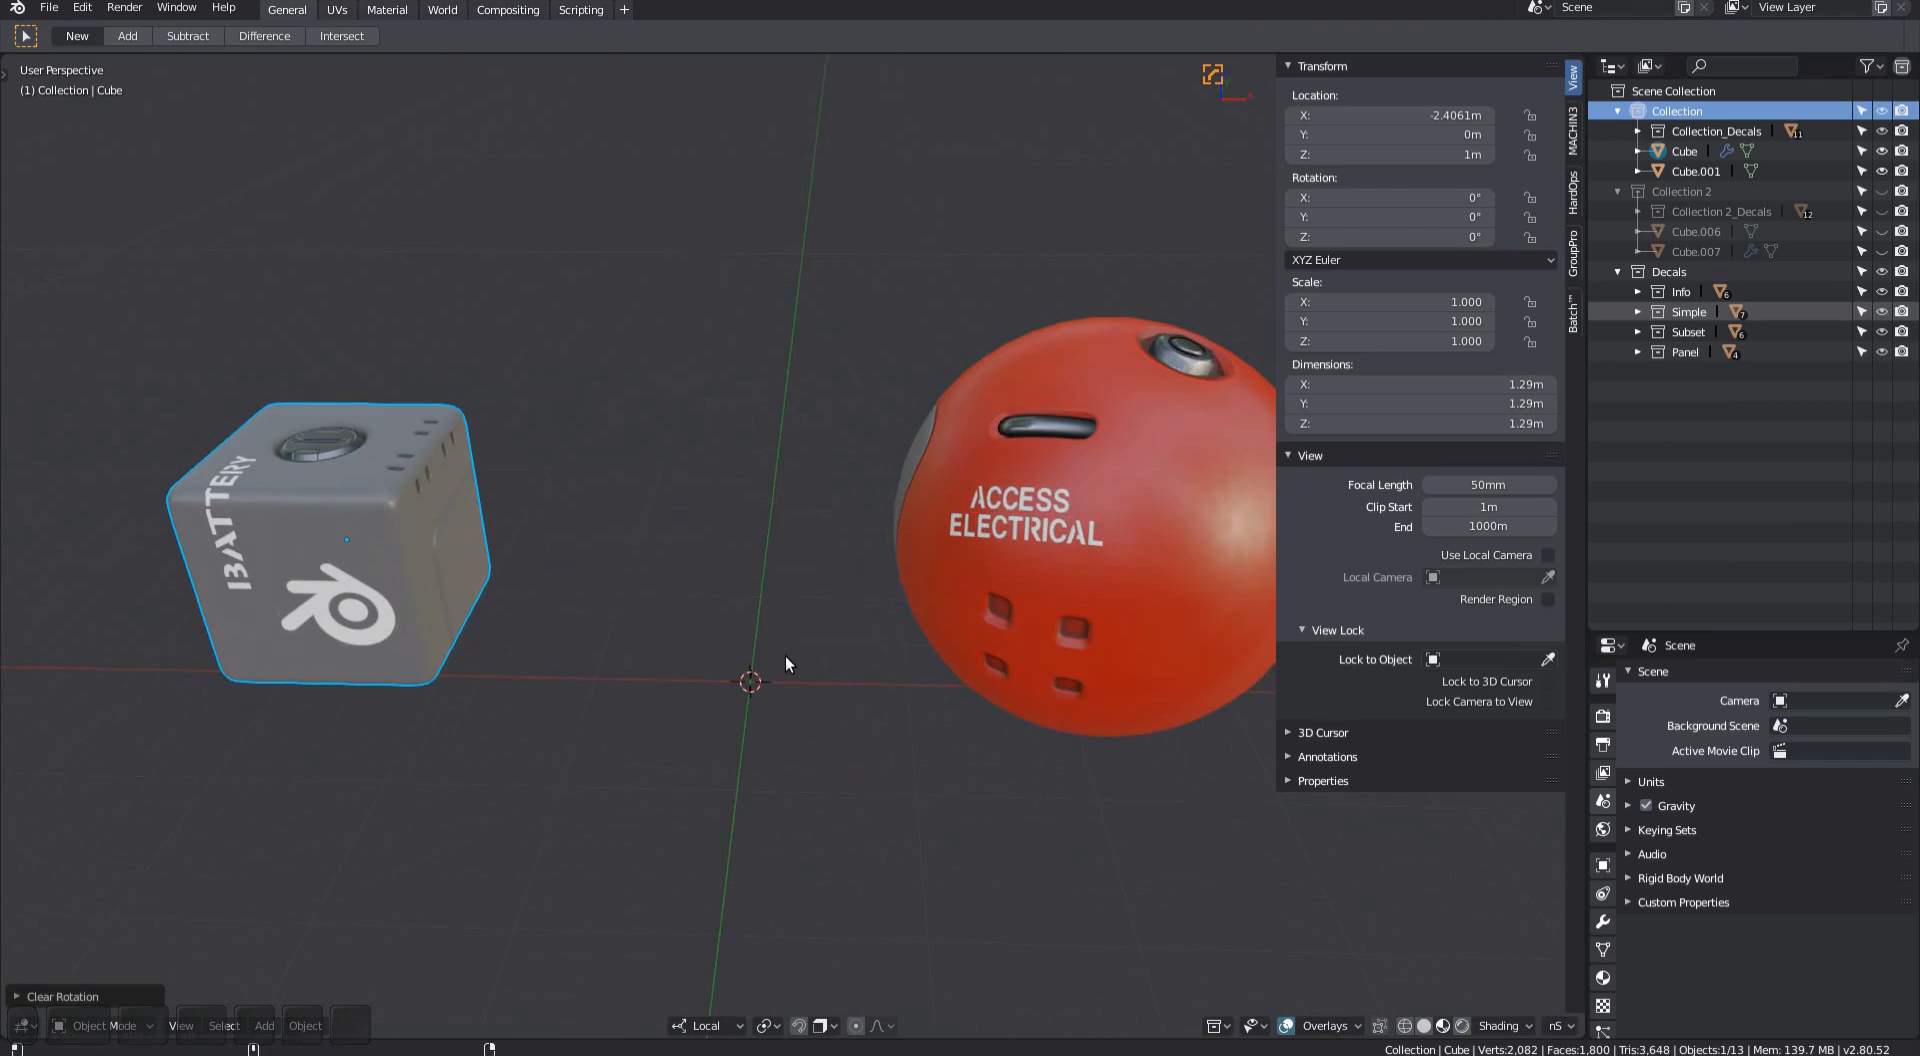 File Edit Render Window Help General UVs Material World Compositing Scripting + Scene View Layer
New Add Subtract Difference Intersect
User Perspective
(1) Collection | Cube
BATTERY
ACCESS
ELECTRICAL
Transform
Location:
X: -2.4061m
Y: 0m
Z: 1m
Rotation:
X: 0°
Y: 0°
Z: 0°
XYZ Euler
Scale:
X: 1.000
Y: 1.000
Z: 1.000
Dimensions:
X: 1.29m
Y: 1.29m
Z: 1.29m
View
Focal Length 50mm
Clip Start 1m
End 1000m
Use Local Camera
Local Camera
Render Region
View Lock
Lock to Object
Lock to 3D Cursor
Lock Camera to View
3D Cursor
Annotations
Properties
View
MACHIN3
HardOps
GroupPro
Batch™
Scene Collection
Collection
Collection_Decals 11
Cube
Cube.001
Collection 2
Collection 2_Decals 12
Cube.006
Cube.007
Decals
Info 6
Simple 7
Subset 6
Panel 4
Scene
Scene
Camera
Background Scene
Active Movie Clip
Units
Gravity
Keying Sets
Audio
Rigid Body World
Custom Properties
Clear Rotation
Object Mode View Select Add Object Local Overlays Shading nS
Collection | Cube | Verts:2,082 | Faces:1,800 | Tris:3,648 | Objects:1/13 | Mem: 139.7 MB | v2.80.52